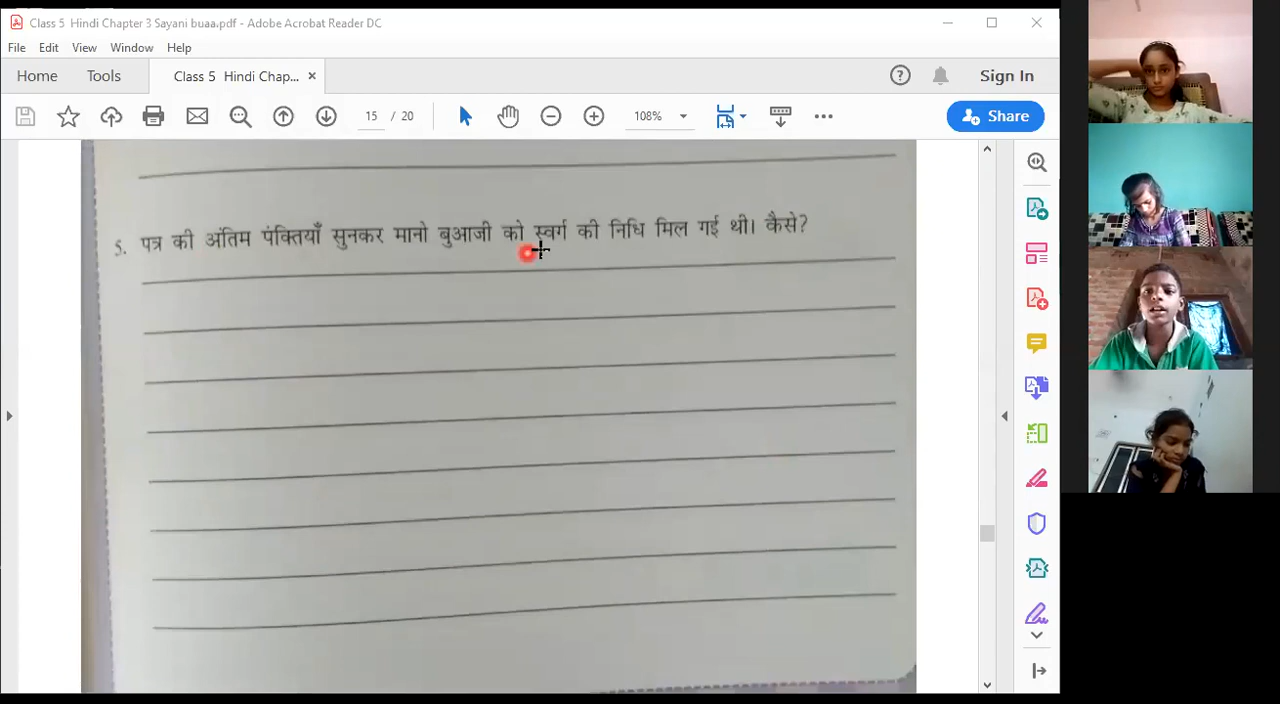 Class 5 Hindi Chapter 3 Sayani buaa.pdf - Adobe Acrobat Reader DC
File Edit View Window Help
Home Tools Class 5 Hindi Chap... × Sign In
15 / 20 108% Share
5. पत्र की अंतिम पंक्तियाँ सुनकर मानो बुआजी को स्वर्ग की निधि मिल गई थी। कैसे?